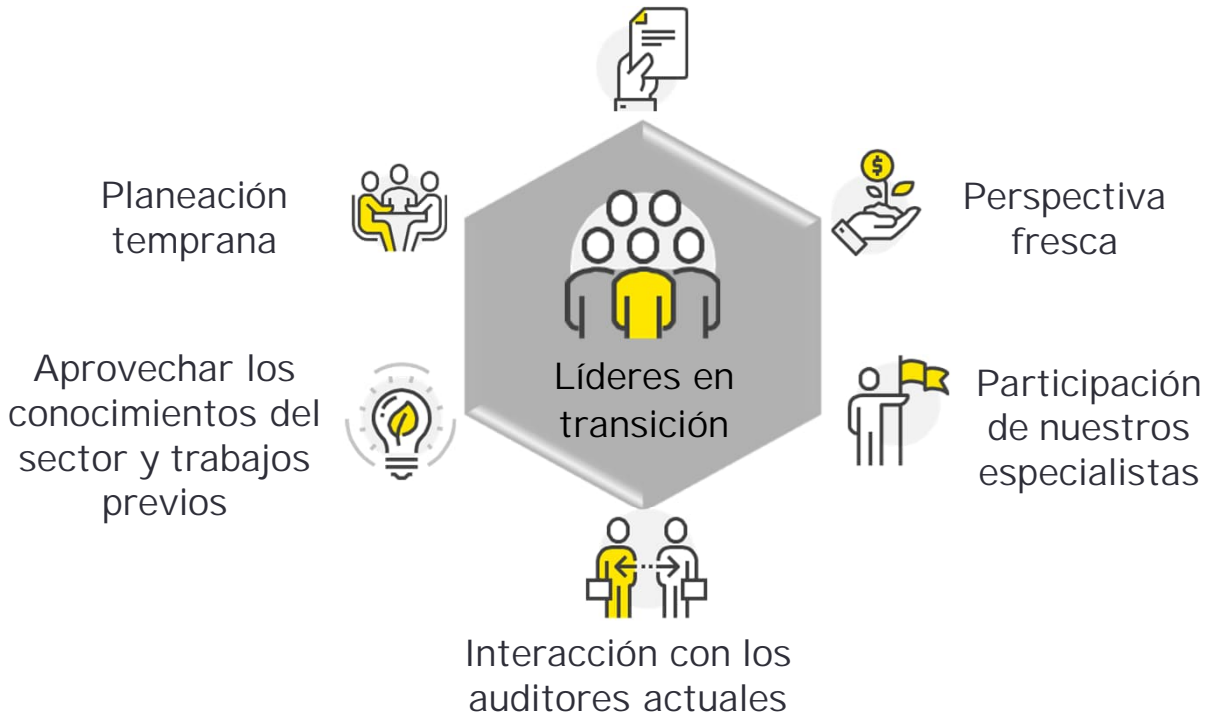 Planeación
temprana
Perspectiva
fresca
Aprovechar los
conocimientos del
sector y trabajos
previos
Líderes en
transición
Participación
de nuestros
especialistas
Interacción con los
auditores actuales
$